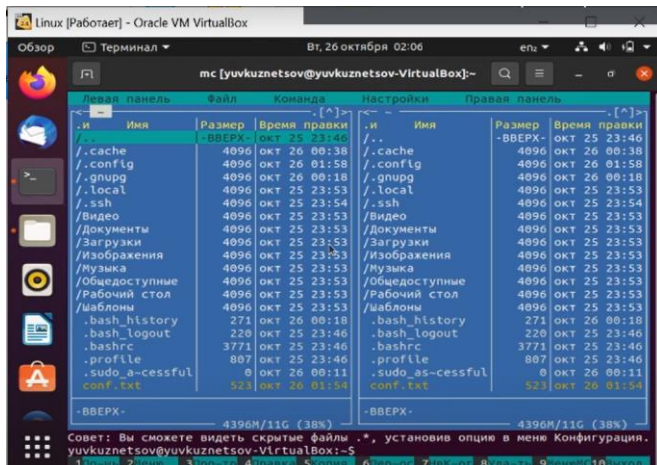 Linux [Работает] - Oracle VM VirtualBox
Обзор Терминал Вт, 26 октября 02:06 en₂
mc [yuvkuznetsov@yuvkuznetsov-VirtualBox]:~
Левая панель Файл Команда Настройки Правая панель
<- ~ .[^]> <- ~ .[^]>
.и Имя Размер Время правки .и Имя Размер Время правки
/.. -ВВЕРХ- окт 25 23:46 /.. -ВВЕРХ- окт 25 23:46
/.cache 4096 окт 26 00:38 /.cache 4096 окт 26 00:38
/.config 4096 окт 26 01:58 /.config 4096 окт 26 01:58
/.gnupg 4096 окт 26 00:18 /.gnupg 4096 окт 26 00:18
/.local 4096 окт 25 23:53 /.local 4096 окт 25 23:53
/.ssh 4096 окт 25 23:54 /.ssh 4096 окт 25 23:54
/Видео 4096 окт 25 23:53 /Видео 4096 окт 25 23:53
/Документы 4096 окт 25 23:53 /Документы 4096 окт 25 23:53
/Загрузки 4096 окт 25 23:53 /Загрузки 4096 окт 25 23:53
/Изображения 4096 окт 25 23:53 /Изображения 4096 окт 25 23:53
/Музыка 4096 окт 25 23:53 /Музыка 4096 окт 25 23:53
/Общедоступные 4096 окт 25 23:53 /Общедоступные 4096 окт 25 23:53
/Рабочий стол 4096 окт 25 23:53 /Рабочий стол 4096 окт 25 23:53
/Шаблоны 4096 окт 25 23:53 /Шаблоны 4096 окт 25 23:53
.bash_history 271 окт 26 00:18 .bash_history 271 окт 26 00:18
.bash_logout 220 окт 25 23:46 .bash_logout 220 окт 25 23:46
.bashrc 3771 окт 25 23:46 .bashrc 3771 окт 25 23:46
.profile 807 окт 25 23:46 .profile 807 окт 25 23:46
.sudo_a~cessful 0 окт 26 00:11 .sudo_a~cessful 0 окт 26 00:11
conf.txt 523 окт 26 01:54 conf.txt 523 окт 26 01:54
-ВВЕРХ- -ВВЕРХ-
4396M/11G (38%) 4396M/11G (38%)
Совет: Вы сможете видеть скрытые файлы .*, установив опцию в меню Конфигурация.
yuvkuznetsov@yuvkuznetsov-VirtualBox:~$